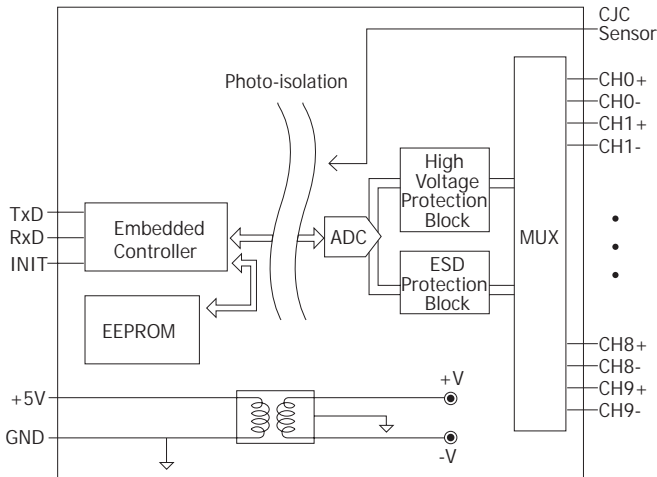 CJC
Sensor
Photo-isolation
CH0+
CH0-
CH1+
CH1-
High
Voltage
Protection
Block
TxD
RxD
INIT
Embedded
Controller
ADC
MUX
ESD
Protection
Block
EEPROM
CH8+
CH8-
CH9+
CH9-
+5V
GND
+V
-V